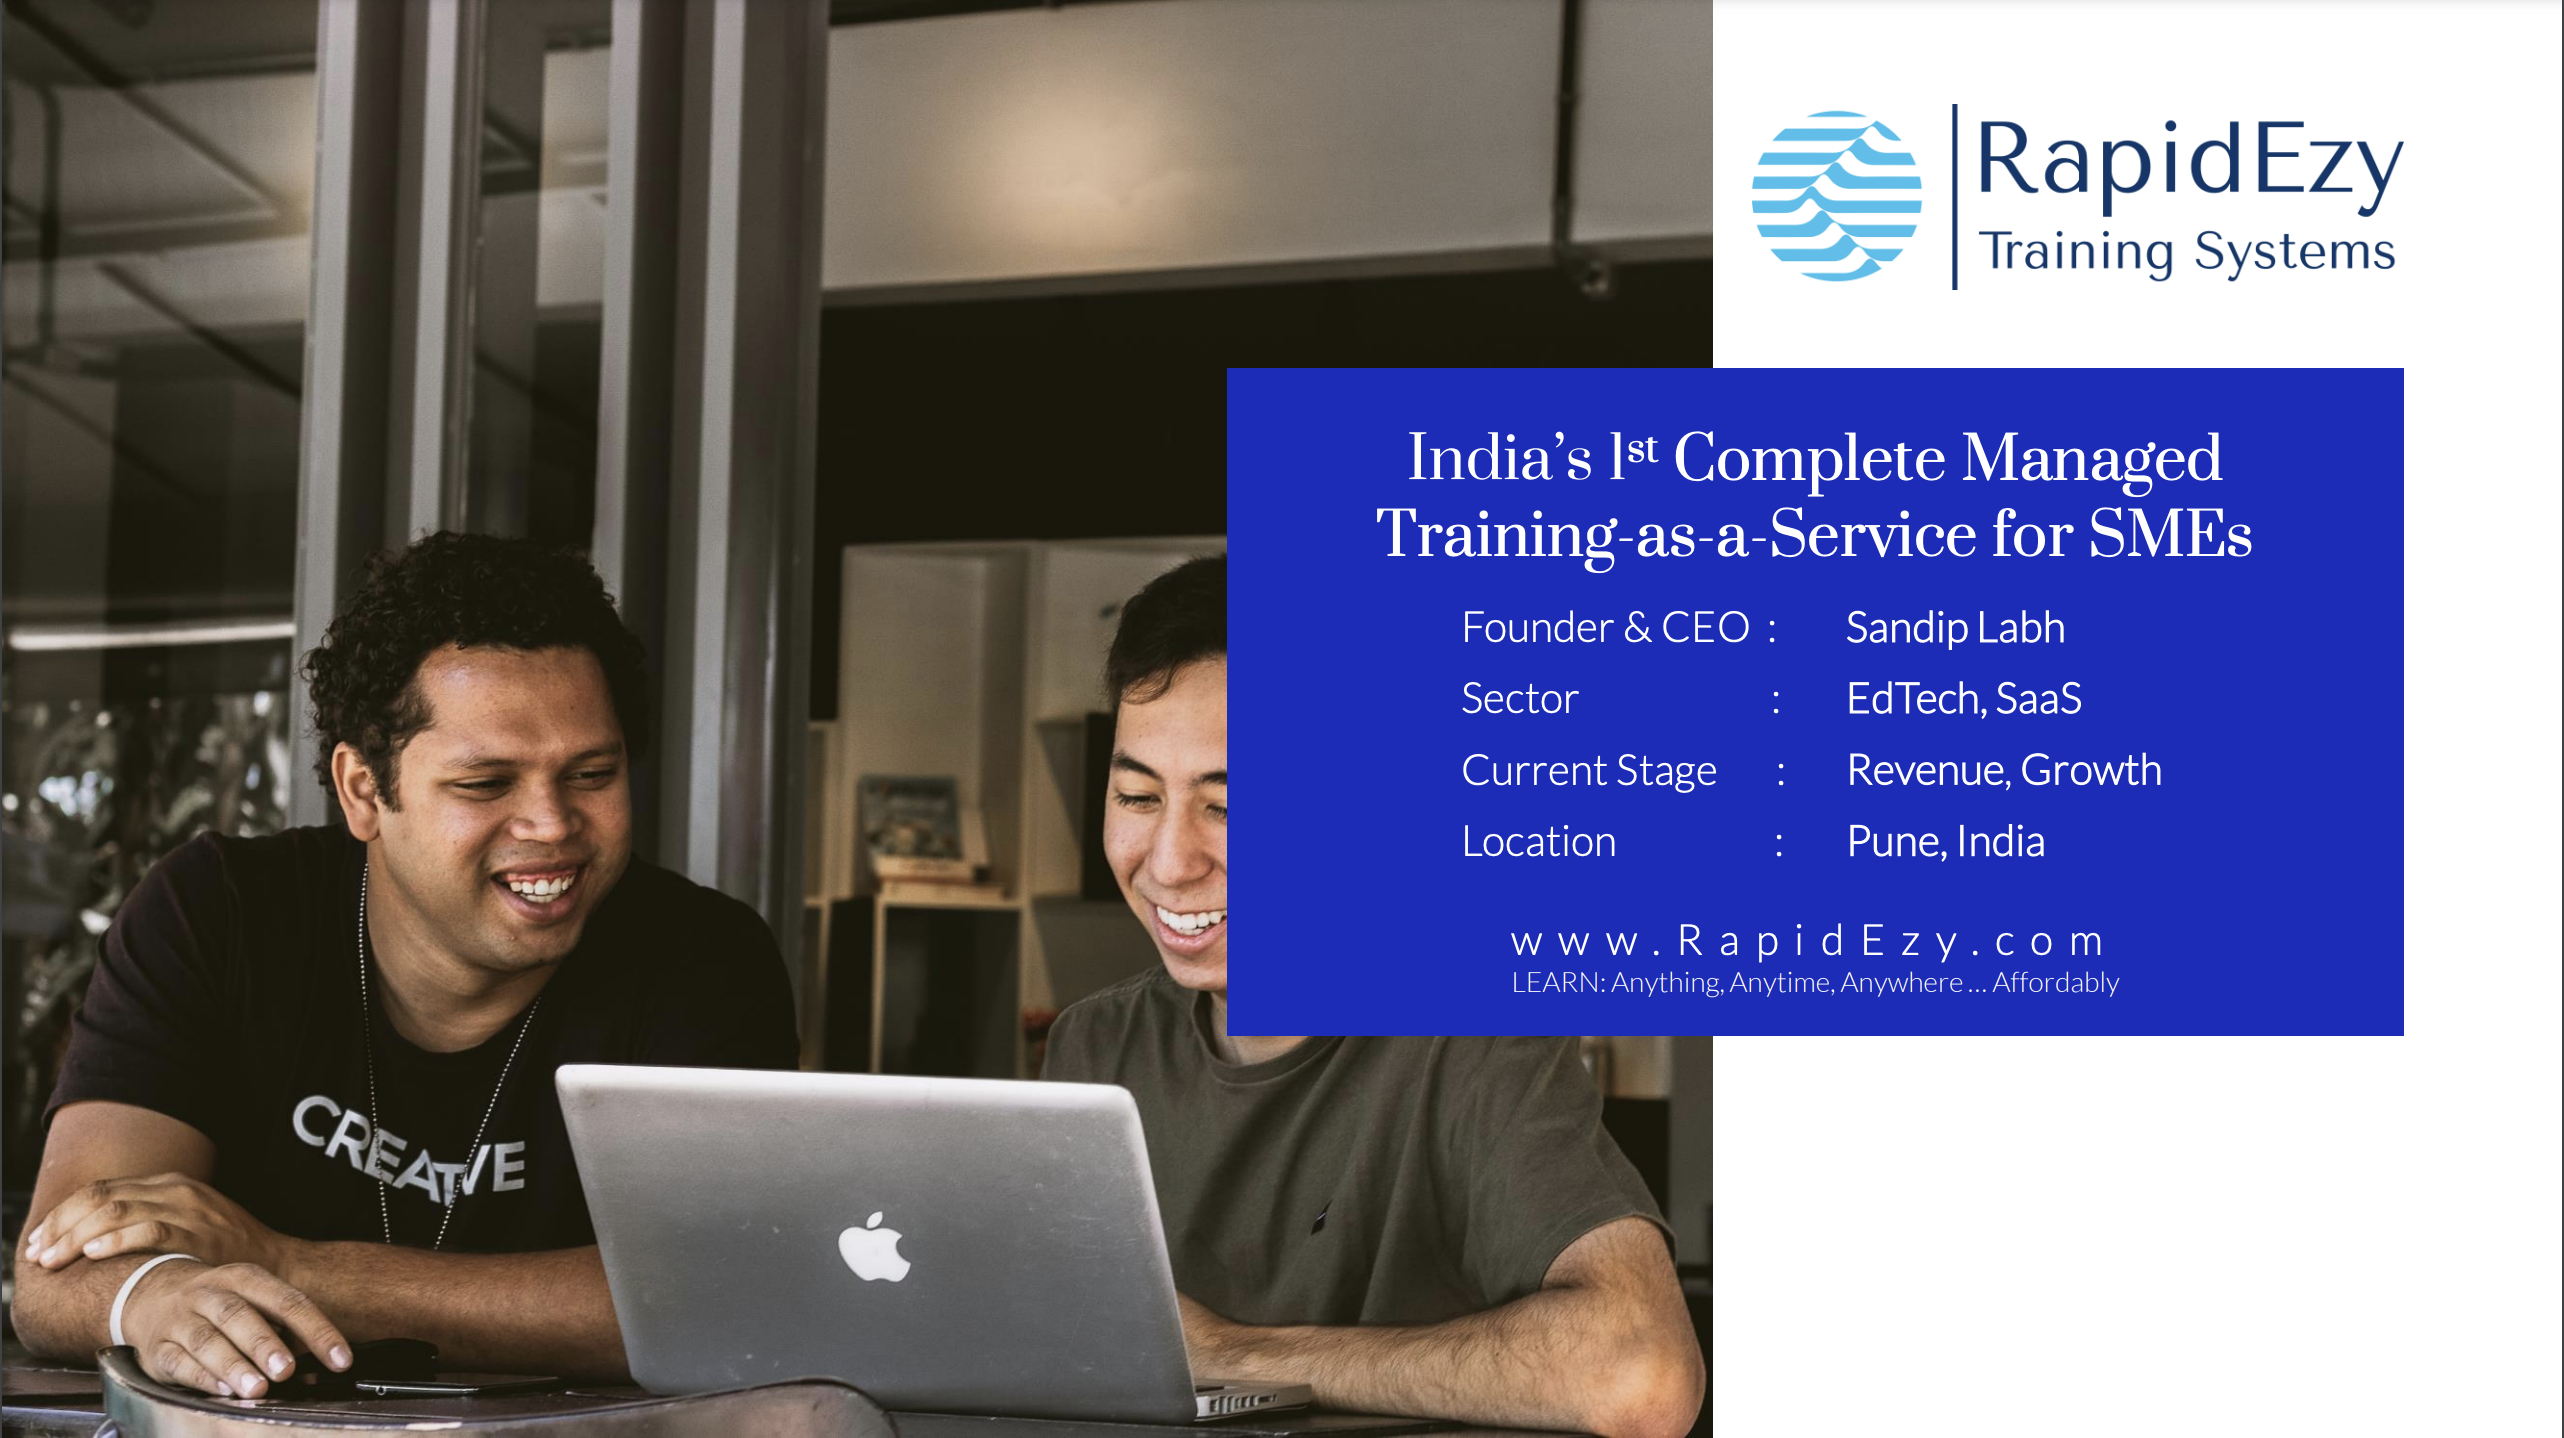 RapidEzy
Training Systems
India's 1st Complete Managed
Training-as-a-Service for SMEs
Founder & CEO : Sandip Labh
Sector : EdTech, SaaS
Current Stage : Revenue, Growth
Location : Pune, India
www.RapidEzy.com
LEARN: Anything, Anytime, Anywhere... Affordably
CREATIVE